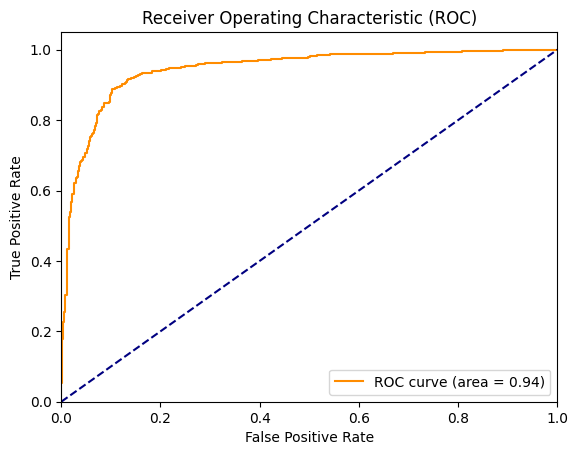 Receiver Operating Characteristic (ROC)
True Positive Rate
1.0
0.8
0.6
0.4
0.2
0.0
ROC curve (area = 0.94)
0.0 0.2 0.4 0.6 0.8 1.0
False Positive Rate